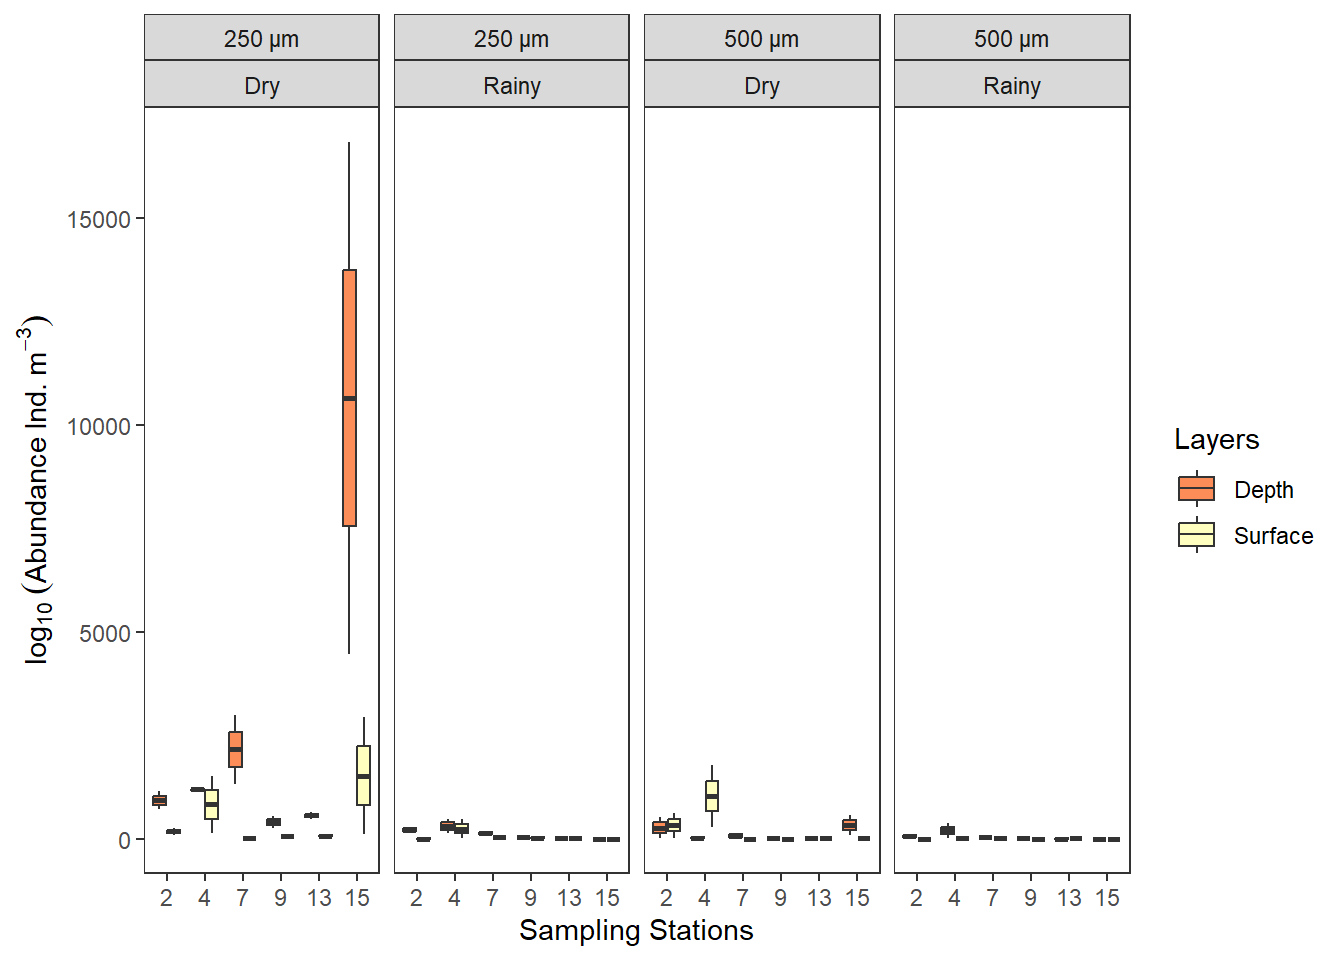 250 µm 250 µm 500 µm 500 µm
Dry Rainy Dry Rainy
15000
10000
5000
0
log₁₀ (Abundance Ind. m⁻³)
2 4 7 9 13 15 2 4 7 9 13 15 2 4 7 9 13 15 2 4 7 9 13 15
Sampling Stations
Layers
Depth
Surface